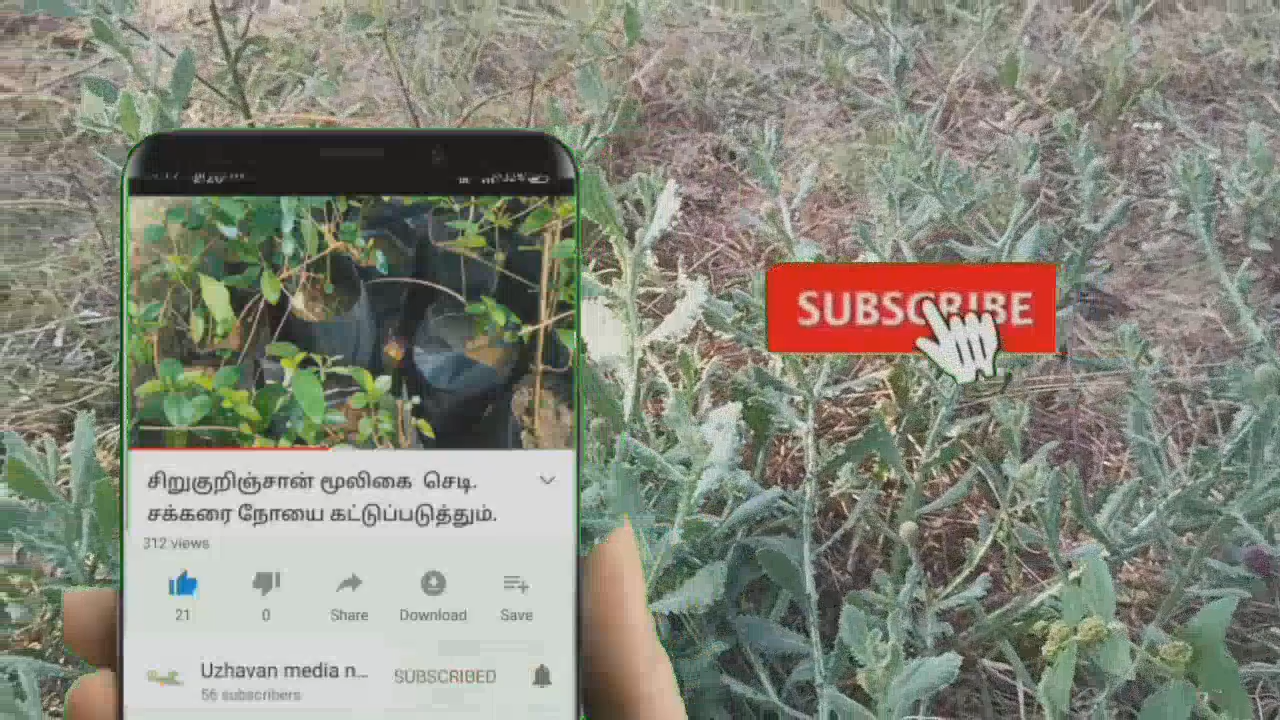 சிறுகுறிஞ்சான் மூலிகை செடி.
சக்கரை நோயை கட்டுப்படுத்தும்.
312 views
21
0
Share
Download
Save
Uzhavan media n...
SUBSCRIBED
56 subscribers
SUBSCRIBE